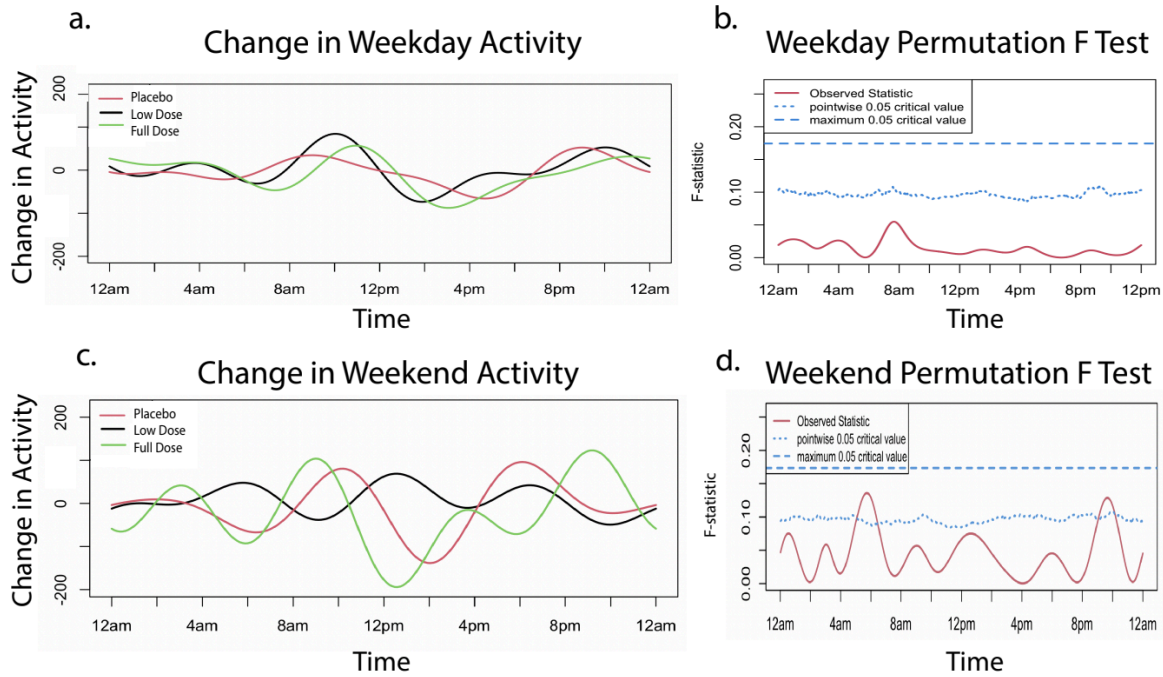 a.
Change in Weekday Activity
Change in Activity
200
0
-200
Placebo
Low Dose
Full Dose
12am
4am
8am
12pm
4pm
8pm
12am
Time
b.
Weekday Permutation F Test
F-statistic
0.20
0.10
0.00
Observed Statistic
pointwise 0.05 critical value
maximum 0.05 critical value
12am
4am
8am
12pm
4pm
8pm
12pm
Time
c.
Change in Weekend Activity
Change in Activity
200
0
-200
Placebo
Low Dose
Full Dose
12am
4am
8am
12pm
4pm
8pm
12am
Time
d.
Weekend Permutation F Test
F-statistic
0.20
0.10
0.00
Observed Statistic
pointwise 0.05 critical value
maximum 0.05 critical value
12am
4am
8am
12pm
4pm
8pm
12am
Time